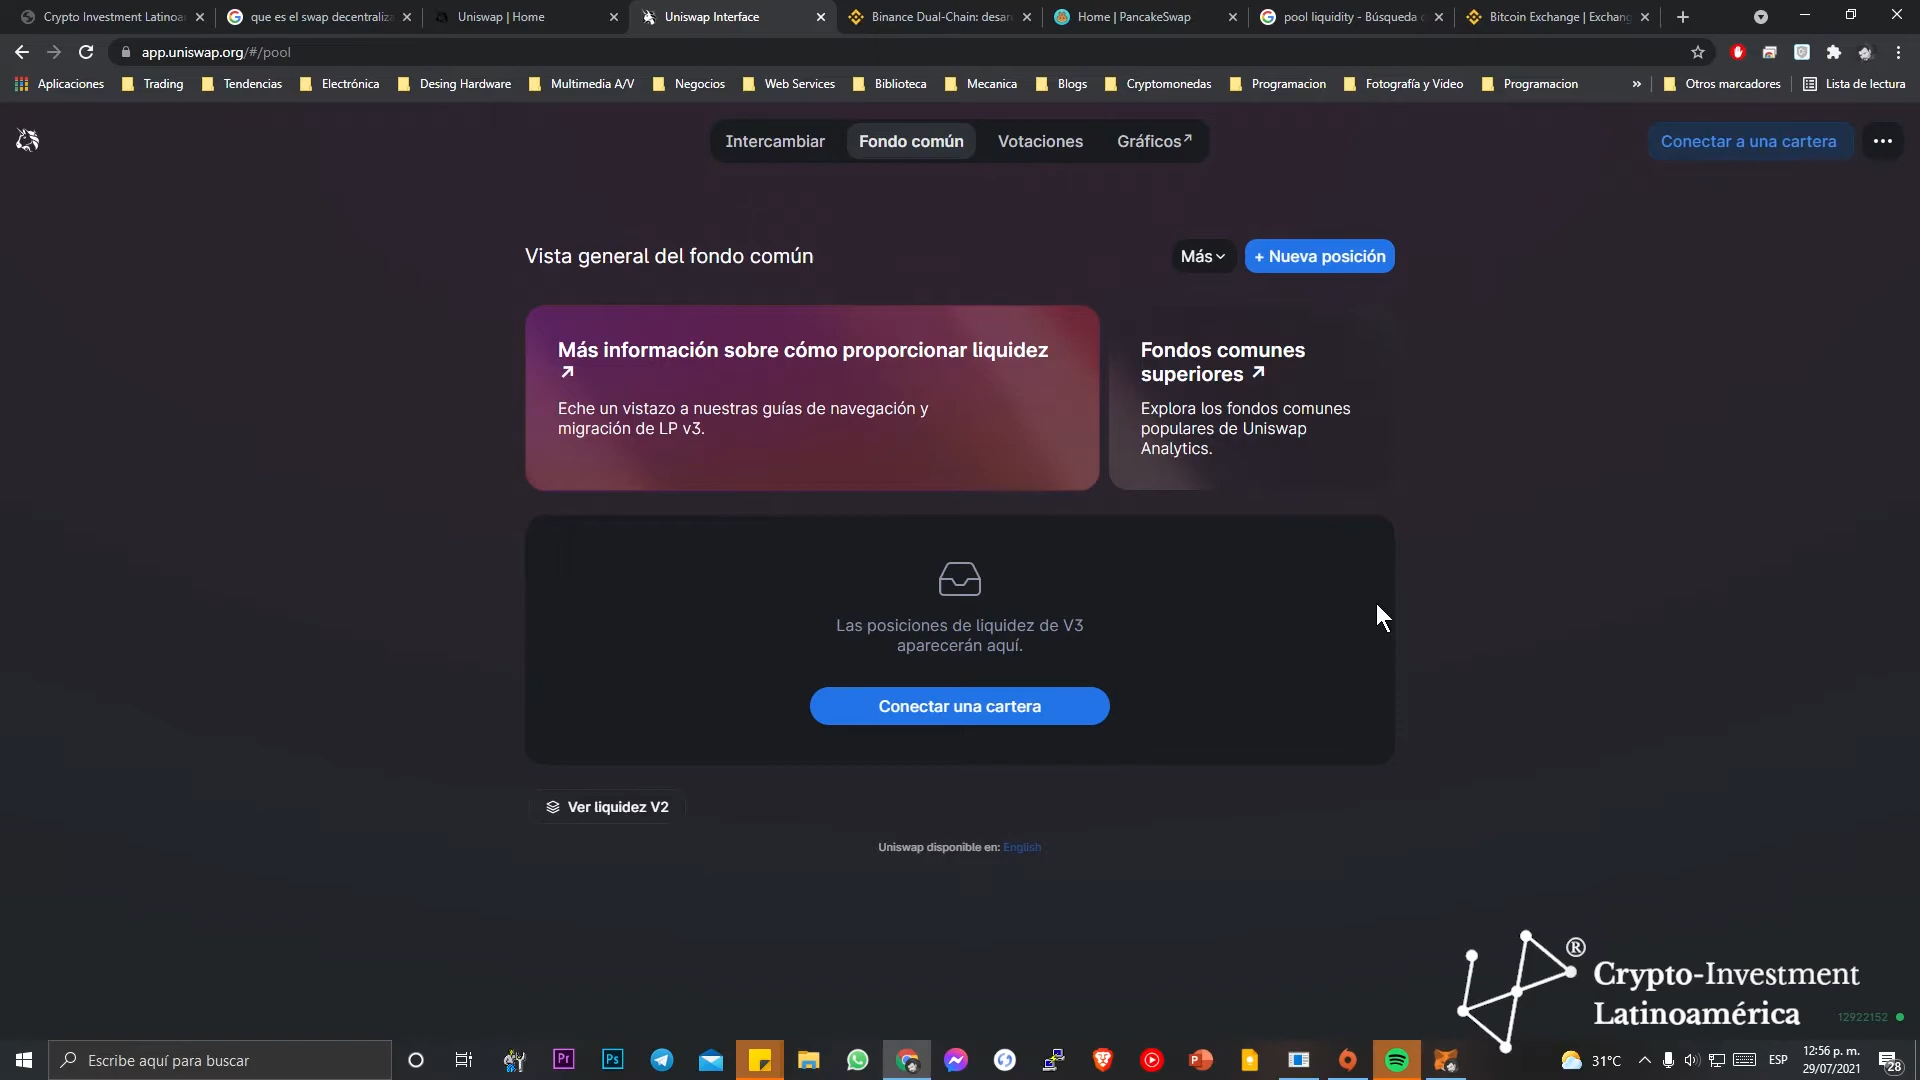 Crypto Investment Latinoa
que es el swap decentraliza
Uniswap | Home
Uniswap Interface
Binance Dual-Chain: desar
Home | PancakeSwap
pool liquidity - Búsqueda
Bitcoin Exchange | Exchang
app.uniswap.org/#/pool
Aplicaciones
Trading
Tendencias
Electrónica
Desing Hardware
Multimedia A/V
Negocios
Web Services
Biblioteca
Mecanica
Blogs
Cryptomonedas
Programacion
Fotografía y Video
Programacion
»
Otros marcadores
Lista de lectura
Intercambiar
Fondo común
Votaciones
Gráficos↗
Conectar a una cartera
Vista general del fondo común
Más
+ Nueva posición
Más información sobre cómo proporcionar liquidez
↗
Eche un vistazo a nuestras guías de navegación y
migración de LP v3.
Fondos comunes
superiores ↗
Explora los fondos comunes
populares de Uniswap
Analytics.
Las posiciones de liquidez de V3
aparecerán aquí.
Conectar una cartera
Ver liquidez V2
Uniswap disponible en: English
®
Crypto-Investment
Latinoamérica
12922152
Escribe aquí para buscar
Pr
Ps
31°C
ESP
12:56 p. m.
29/07/2021
28